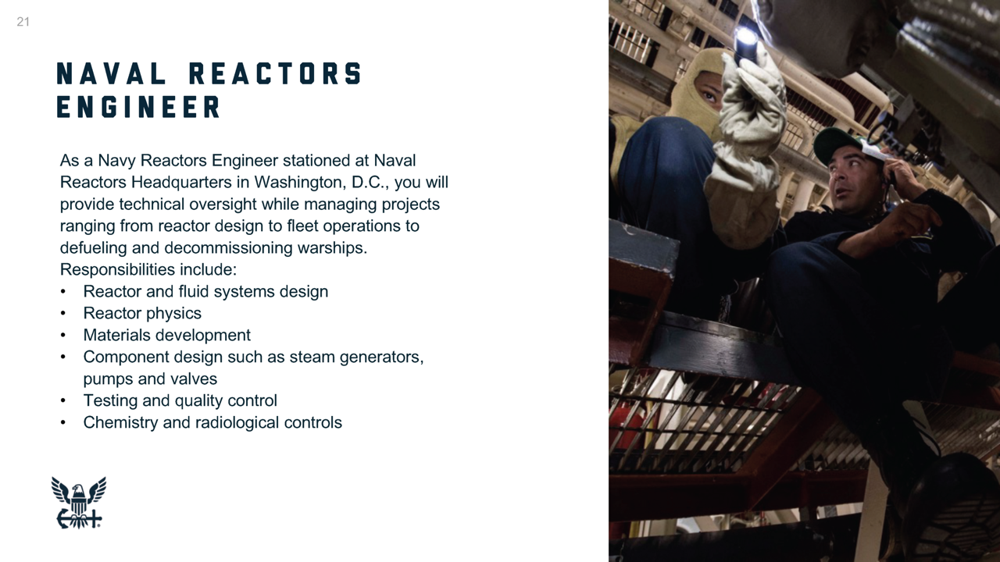 21
NAVAL REACTORS
ENGINEER
As a Navy Reactors Engineer stationed at Naval
Reactors Headquarters in Washington, D.C., you will
provide technical oversight while managing projects
ranging from reactor design to fleet operations to
defueling and decommissioning warships.
Responsibilities include:
• Reactor and fluid systems design
• Reactor physics
• Materials development
• Component design such as steam generators,
pumps and valves
• Testing and quality control
• Chemistry and radiological controls
®